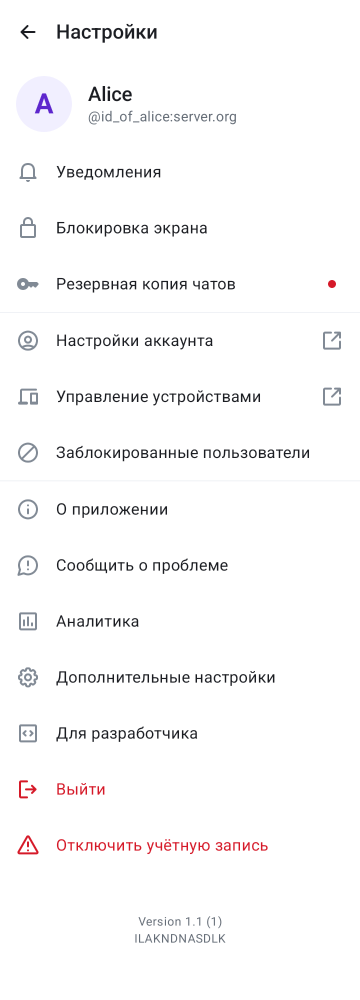 Настройки
A
Alice
@id_of_alice:server.org
Уведомления
Блокировка экрана
Резервная копия чатов
Настройки аккаунта
Управление устройствами
Заблокированные пользователи
О приложении
Сообщить о проблеме
Аналитика
Дополнительные настройки
Для разработчика
Выйти
Отключить учётную запись
Version 1.1 (1)
ILAKNDNASDLK